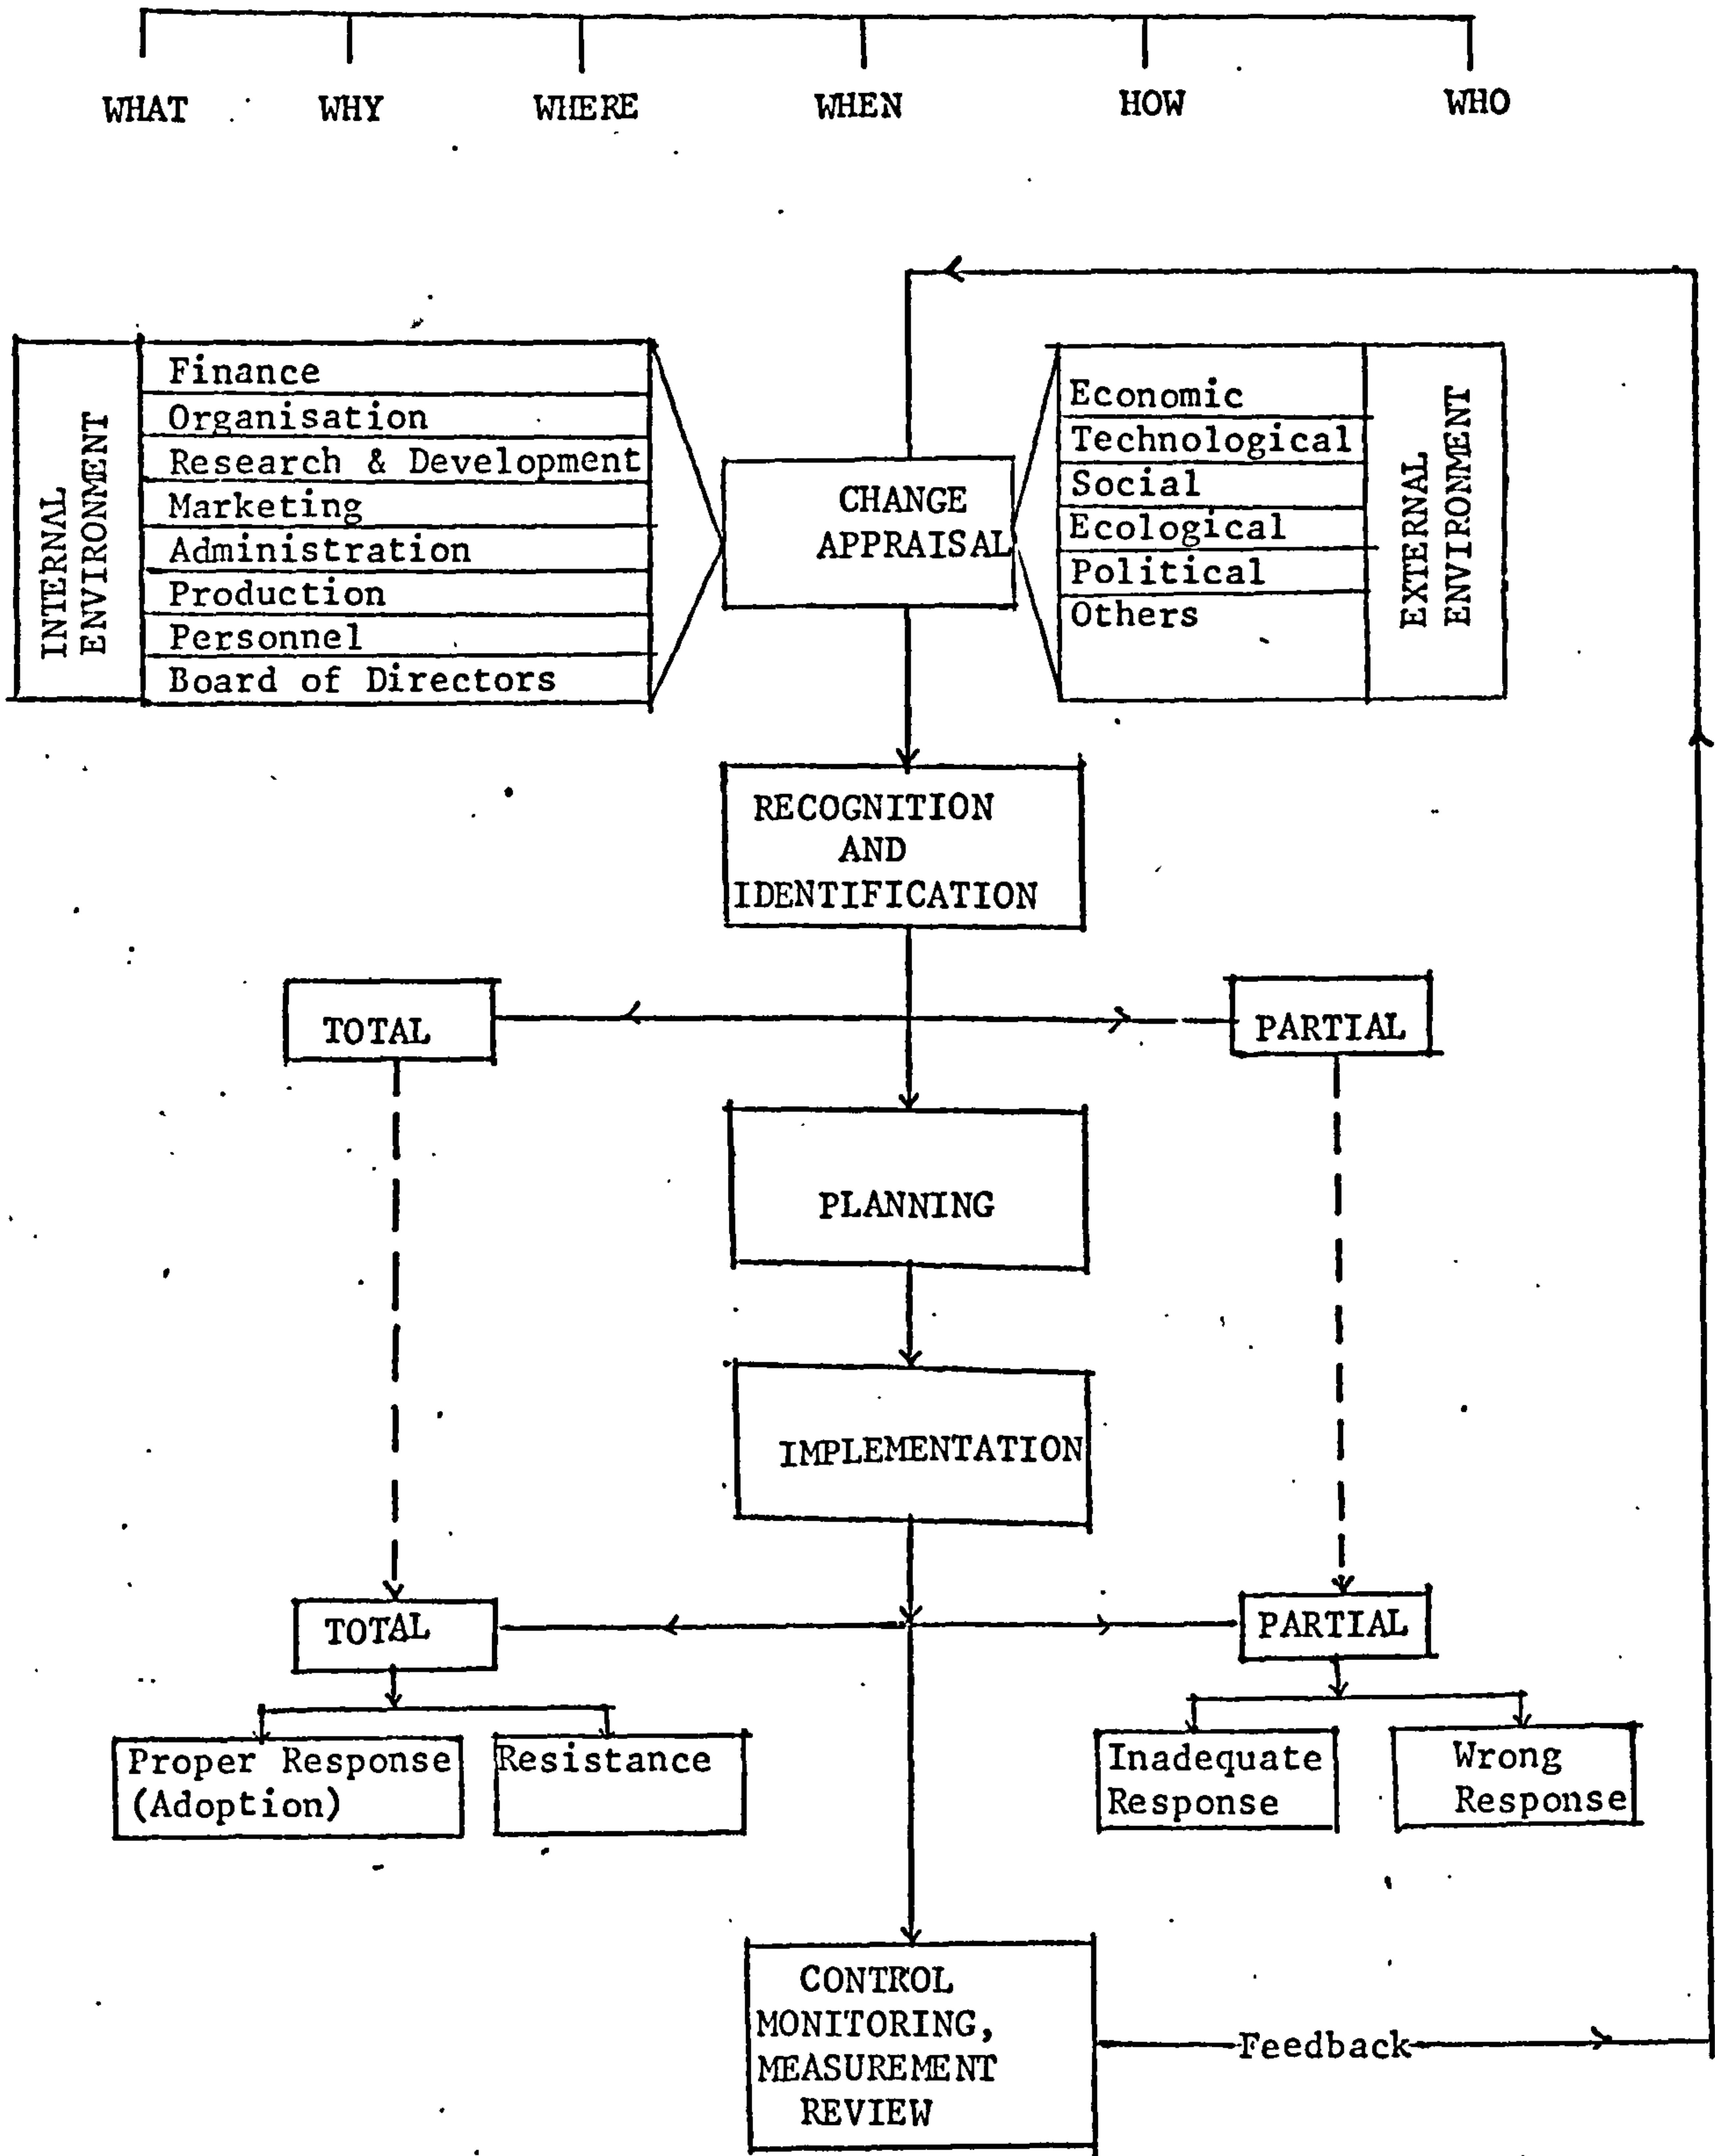 WHAT WHY WHERE WHEN HOW WHO
INTERNAL
ENVIRONMENT
Finance
Organisation
Research & Development
Marketing
Administration
Production
Personnel
Board of Directors
CHANGE
APPRAISAL
Economic
Technological
Social
Ecological
Political
Others
EXTERNAL
ENVIRONMENT
RECOGNITION
AND
IDENTIFICATION
TOTAL
PARTIAL
PLANNING
IMPLEMENTATION
TOTAL
PARTIAL
Proper Response
(Adoption)
Resistance
Inadequate
Response
Wrong
Response
CONTROL
MONITORING,
MEASUREMENT
REVIEW
Feedback